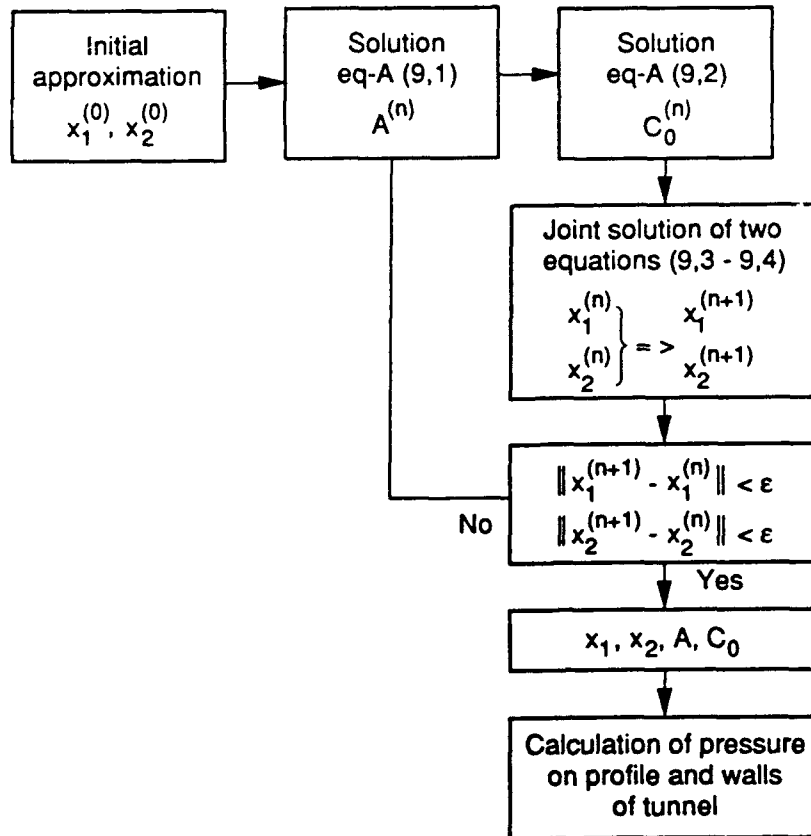 Initial
approximation
x₁⁽⁰⁾, x₂⁽⁰⁾
Solution
eq-A (9,1)
A⁽ⁿ⁾
Solution
eq-A (9,2)
C₀⁽ⁿ⁾
Joint solution of two
equations (9,3 - 9,4)
x₁⁽ⁿ⁾ x₁⁽ⁿ⁺¹⁾
} = >
x₂⁽ⁿ⁾ x₂⁽ⁿ⁺¹⁾
‖ x₁⁽ⁿ⁺¹⁾ - x₁⁽ⁿ⁾ ‖ < ε
‖ x₂⁽ⁿ⁺¹⁾ - x₂⁽ⁿ⁾ ‖ < ε
No
Yes
x₁, x₂, A, C₀
Calculation of pressure
on profile and walls
of tunnel